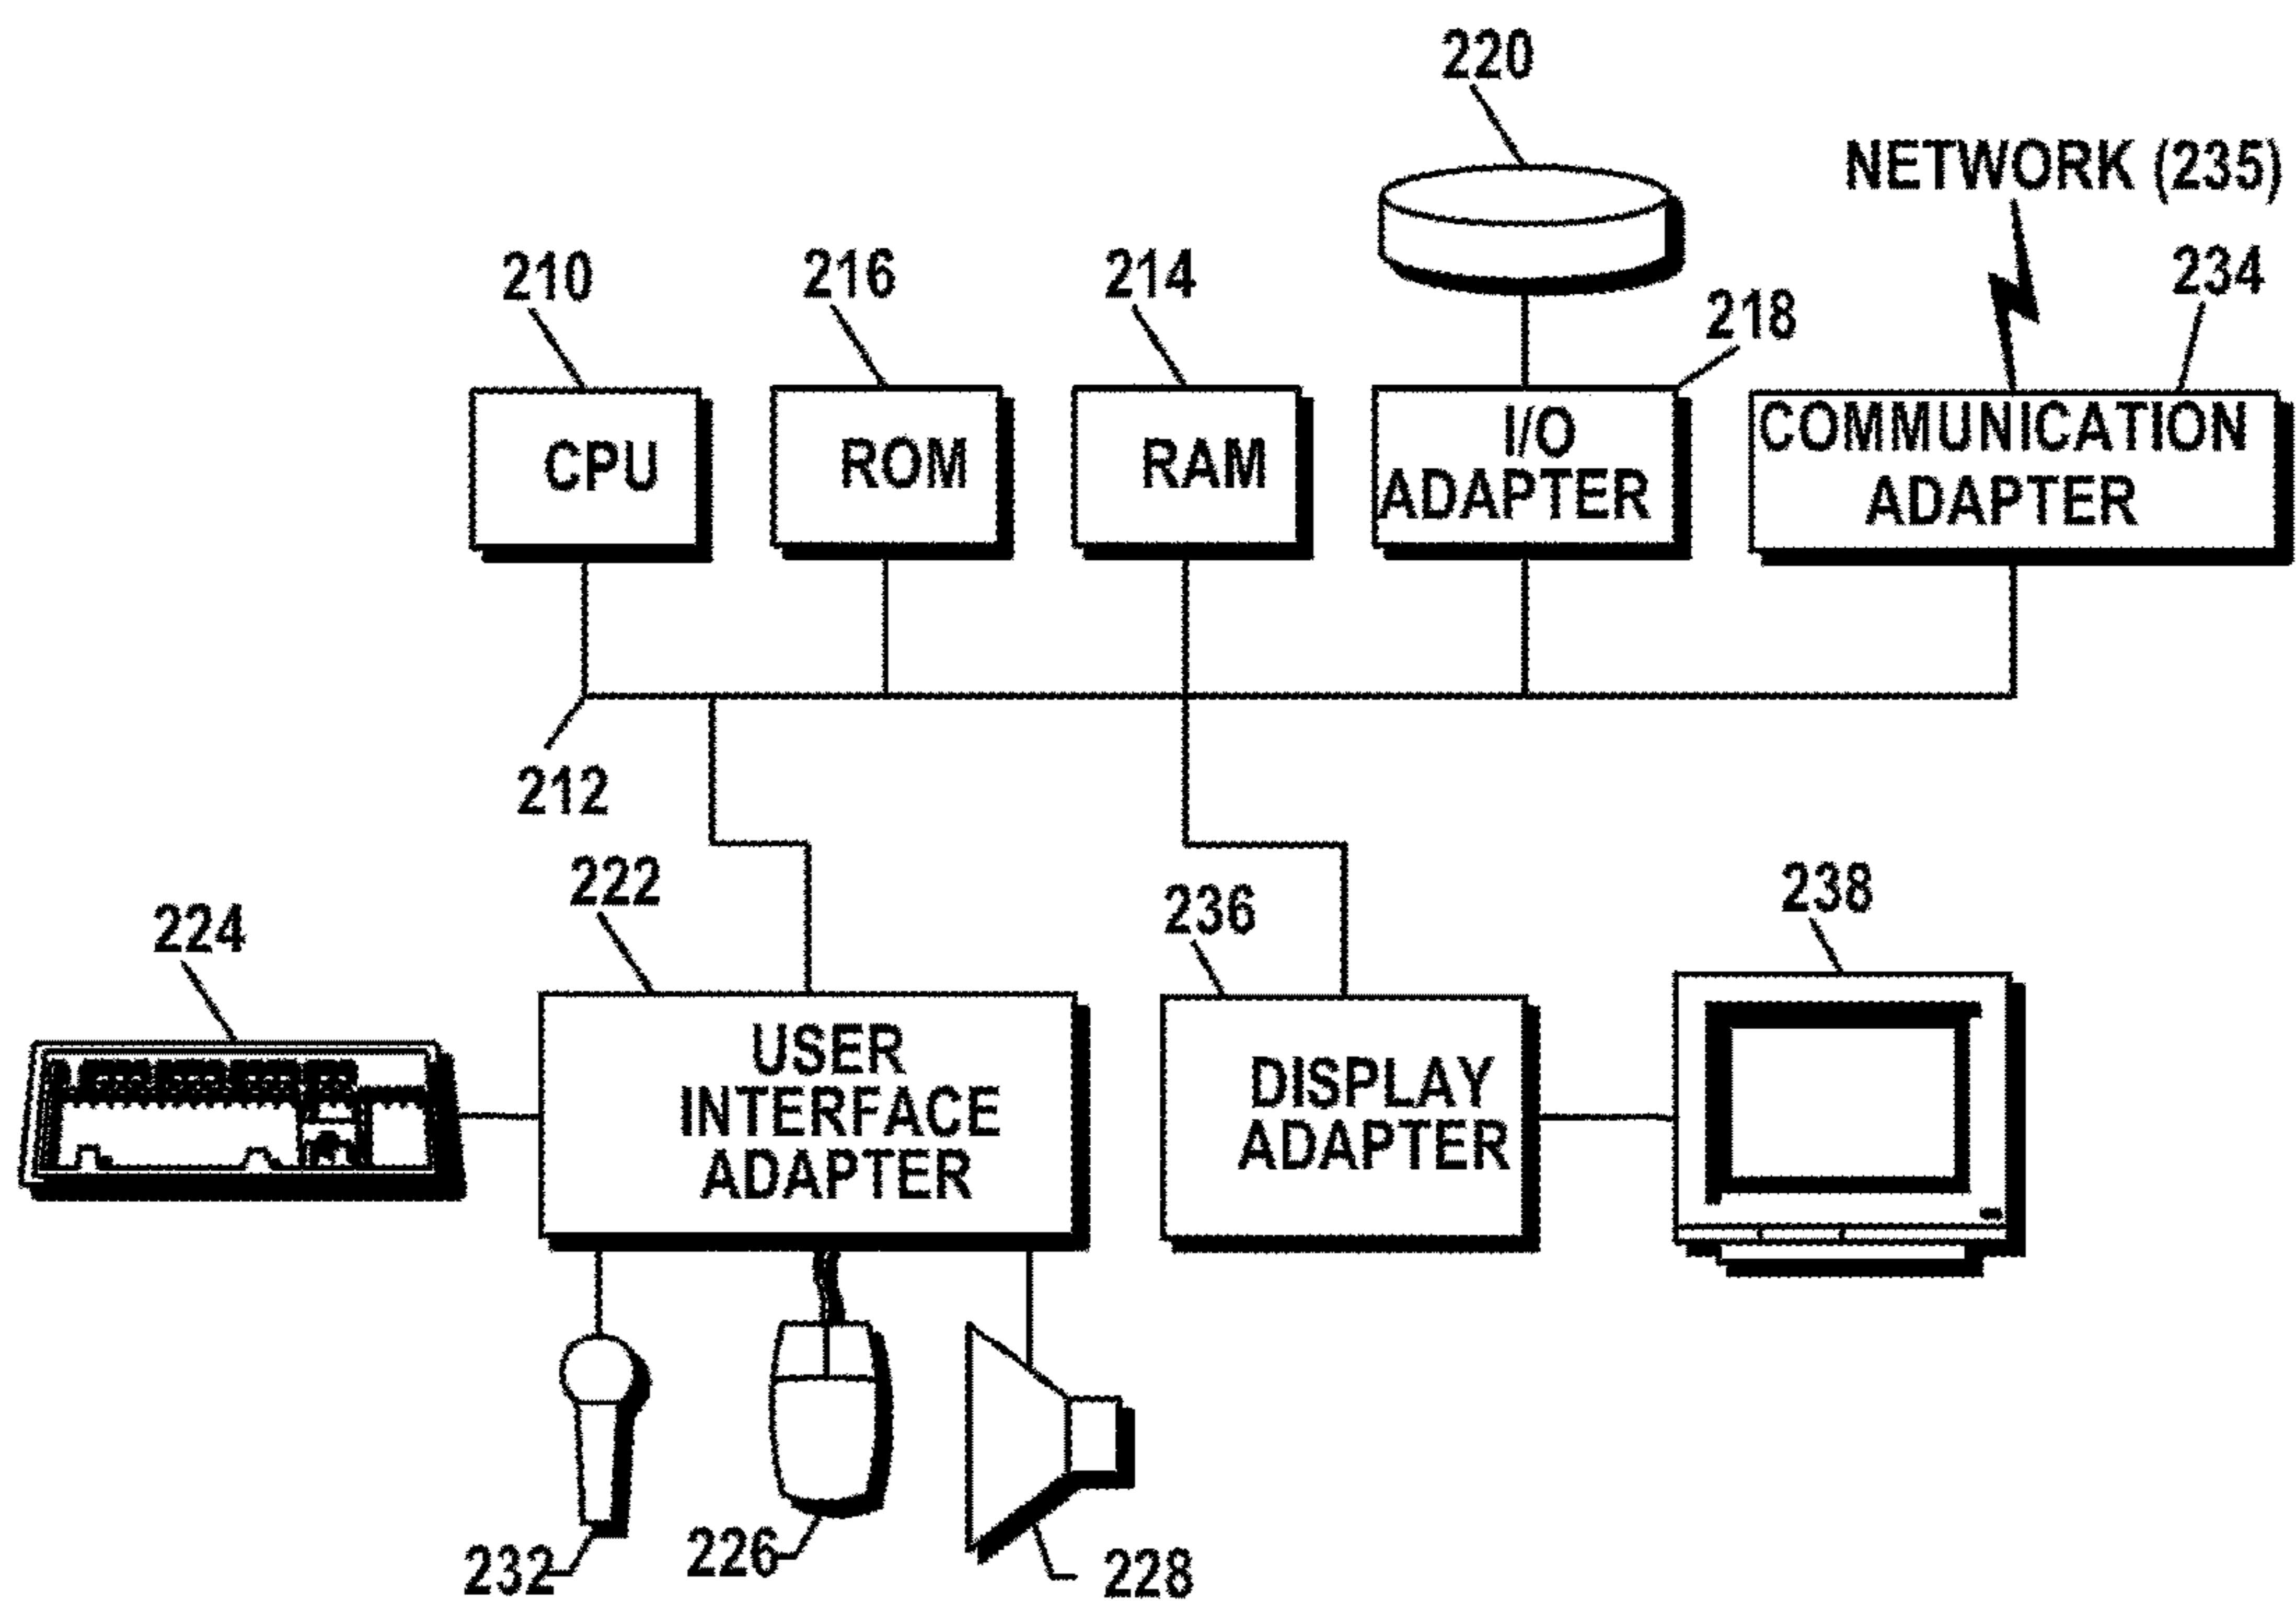 220
NETWORK (235)
210
216
214
218
234
CPU
ROM
RAM
I/O
ADAPTER
COMMUNICATION
ADAPTER
212
222
224
236
238
USER
INTERFACE
ADAPTER
DISPLAY
ADAPTER
232
226
228